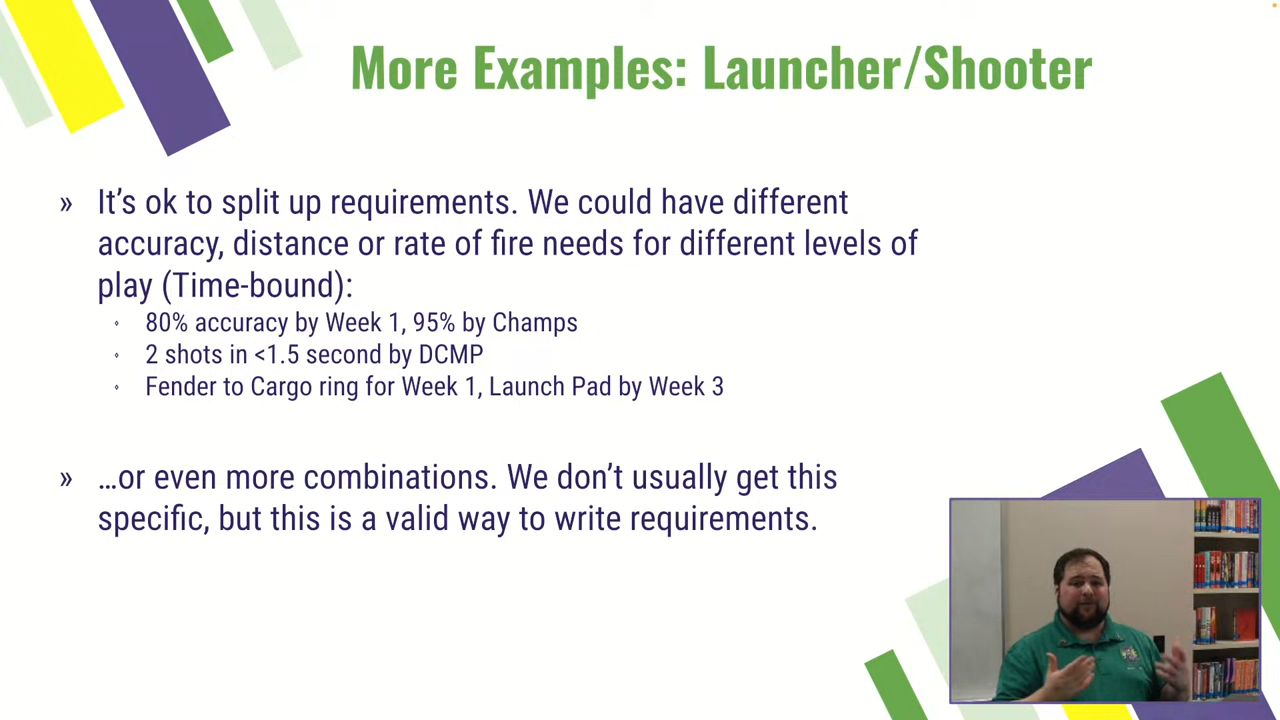 More Examples: Launcher/Shooter
» It’s ok to split up requirements. We could have different
accuracy, distance or rate of fire needs for different levels of
play (Time-bound):
80% accuracy by Week 1, 95% by Champs
2 shots in <1.5 second by DCMP
Fender to Cargo ring for Week 1, Launch Pad by Week 3
» …or even more combinations. We don’t usually get this
specific, but this is a valid way to write requirements.